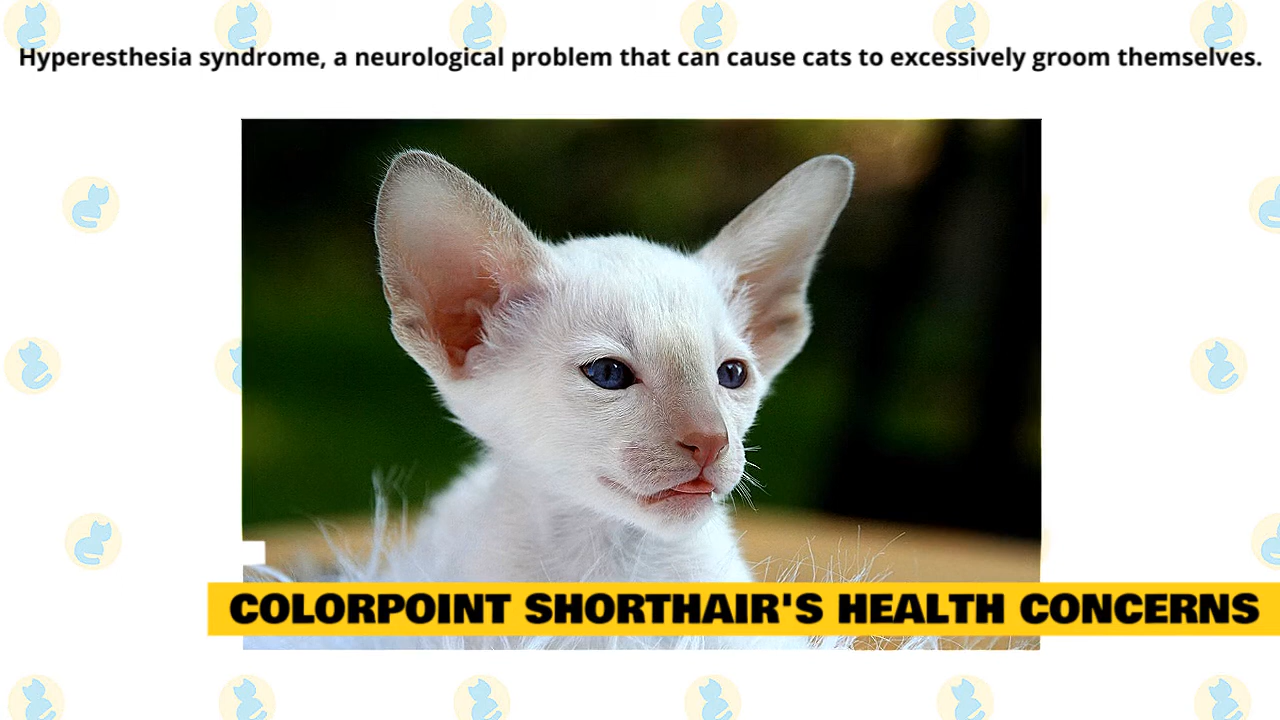 Hyperesthesia syndrome, a neurological problem that can cause cats to excessively groom themselves.
COLORPOINT SHORTHAIR'S HEALTH CONCERNS